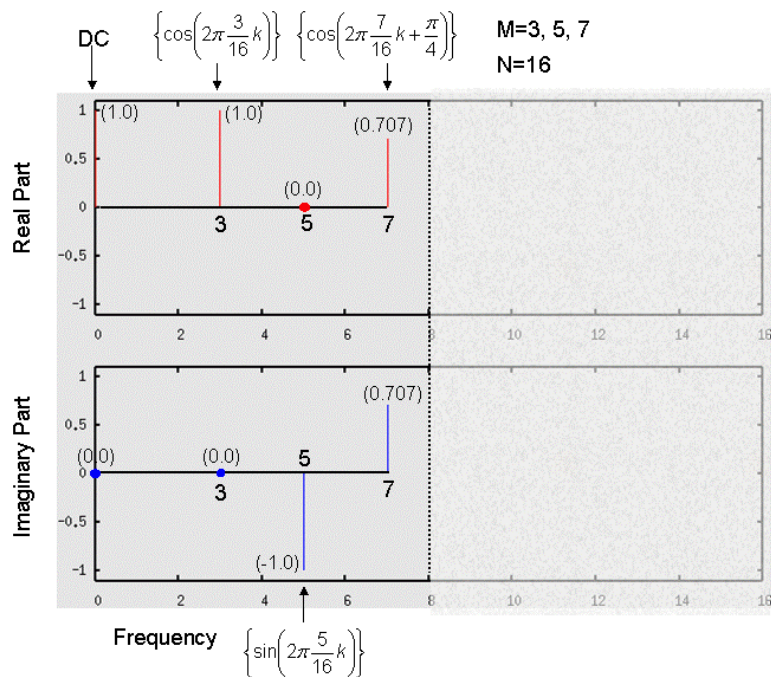 DC {cos(2π 3/16 k)} {cos(2π 7/16 k + π/4)} M=3, 5, 7
N=16
Real Part
1 (1.0) (1.0) (0.707)
0.5
(0.0)
0
3 5 7
-0.5
-1
0 2 4 6 8 10 12 14 16
Imaginary Part
1
(0.707)
0.5
(0.0) (0.0) 5
0
3 7
-0.5
-1 (-1.0)
0 2 4 6 8 10 12 14 16
Frequency {sin(2π 5/16 k)}